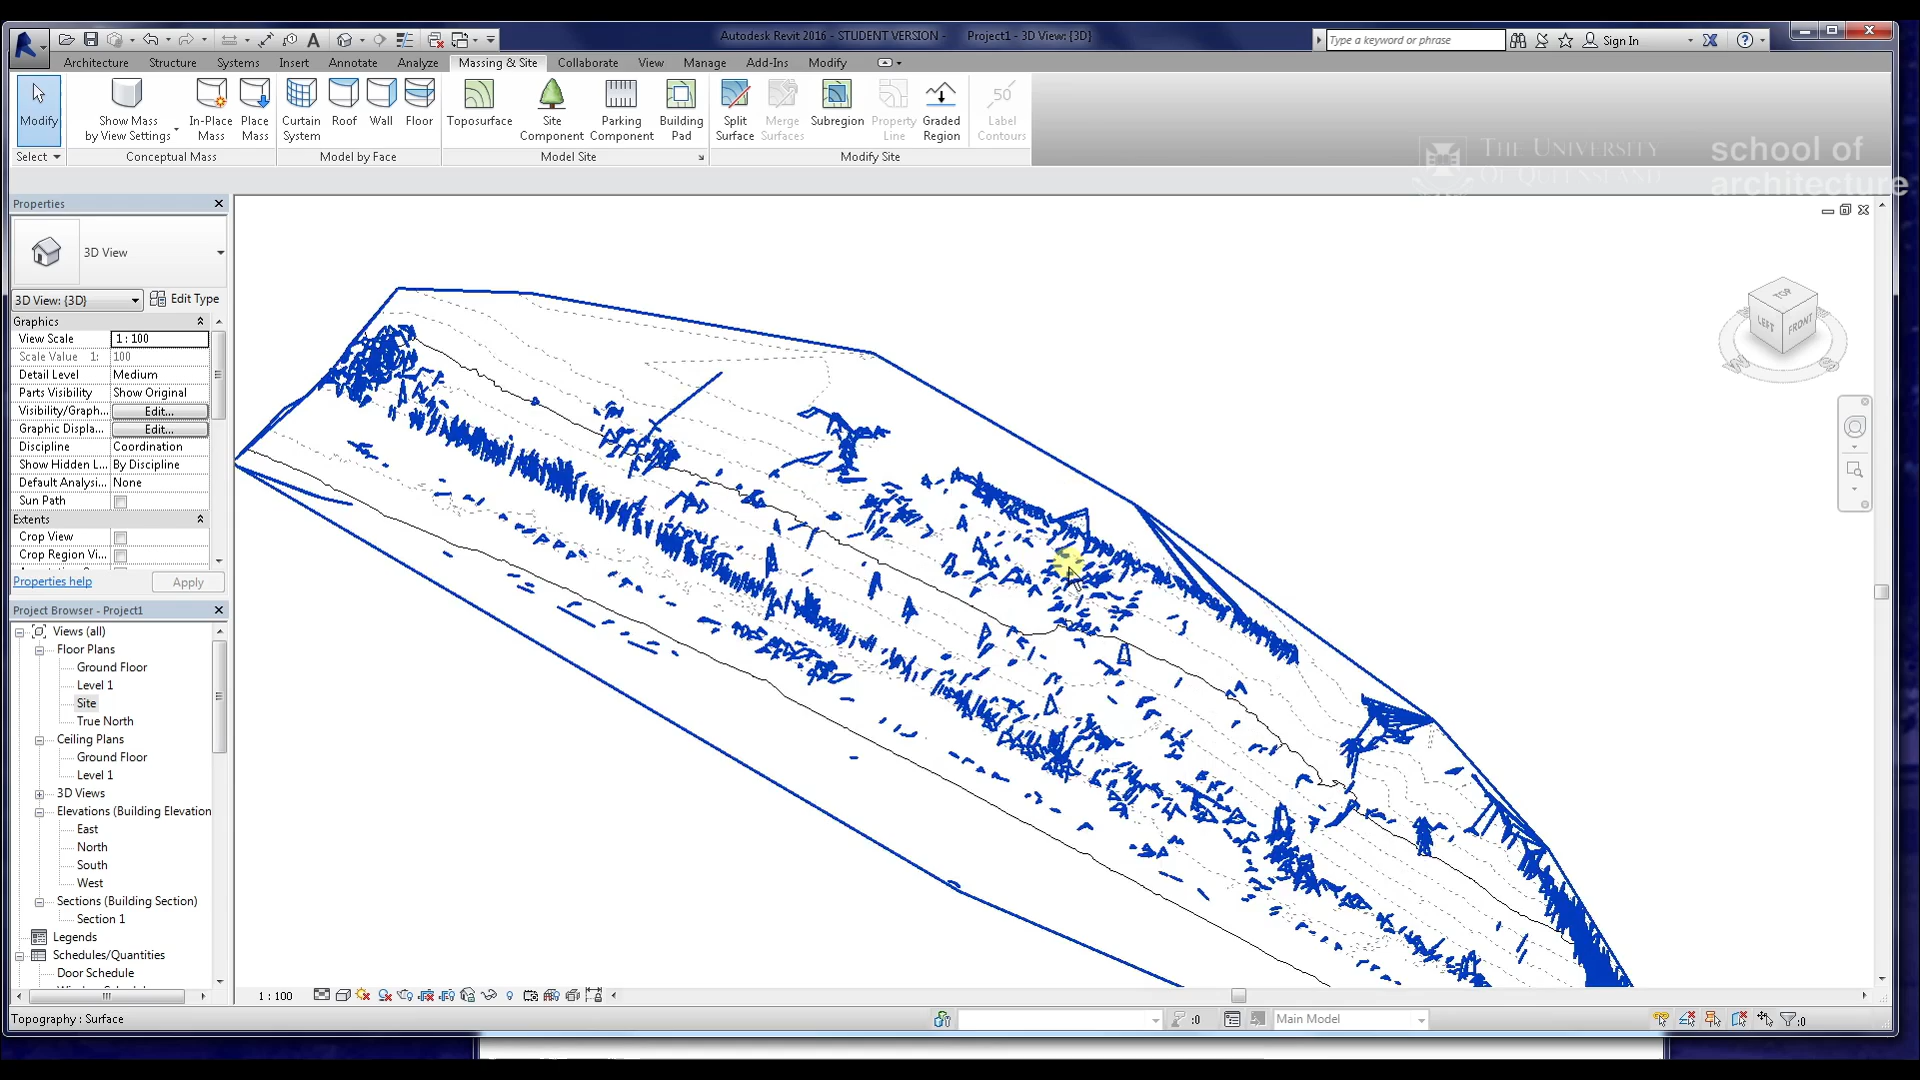 Autodesk Revit 2016 - STUDENT VERSION - Project1 - 3D View: {3D}
Type a keyword or phrase
Sign In
Architecture Structure Systems Insert Annotate Analyze Massing & Site Collaborate View Manage Add-Ins Modify
Modify
Show Mass
by View Settings
In-Place
Mass
Place
Mass
Curtain
System
Roof
Wall
Floor
Toposurface
Site
Component
Parking
Component
Building
Pad
Split
Surface
Merge
Surfaces
Subregion
Property
Line
Graded
Region
50
Label
Contours
Select
Conceptual Mass
Model by Face
Model Site
Modify Site
THE UNIVERSITY
OF QUEENSLAND
school of
architecture
Properties
3D View
3D View: {3D}
Edit Type
Graphics
View Scale 1 : 100
Scale Value 1: 100
Detail Level Medium
Parts Visibility Show Original
Visibility/Graph... Edit...
Graphic Displa... Edit...
Discipline Coordination
Show Hidden L... By Discipline
Default Analysi... None
Sun Path
Extents
Crop View
Crop Region Vi...
Properties help
Apply
Project Browser - Project1
Views (all)
Floor Plans
Ground Floor
Level 1
Site
True North
Ceiling Plans
Ground Floor
Level 1
3D Views
Elevations (Building Elevation
East
North
South
West
Sections (Building Section)
Section 1
Legends
Schedules/Quantities
Door Schedule
TOP
LEFT
FRONT
W
S
1 : 100
Topography : Surface
:0
Main Model
:0